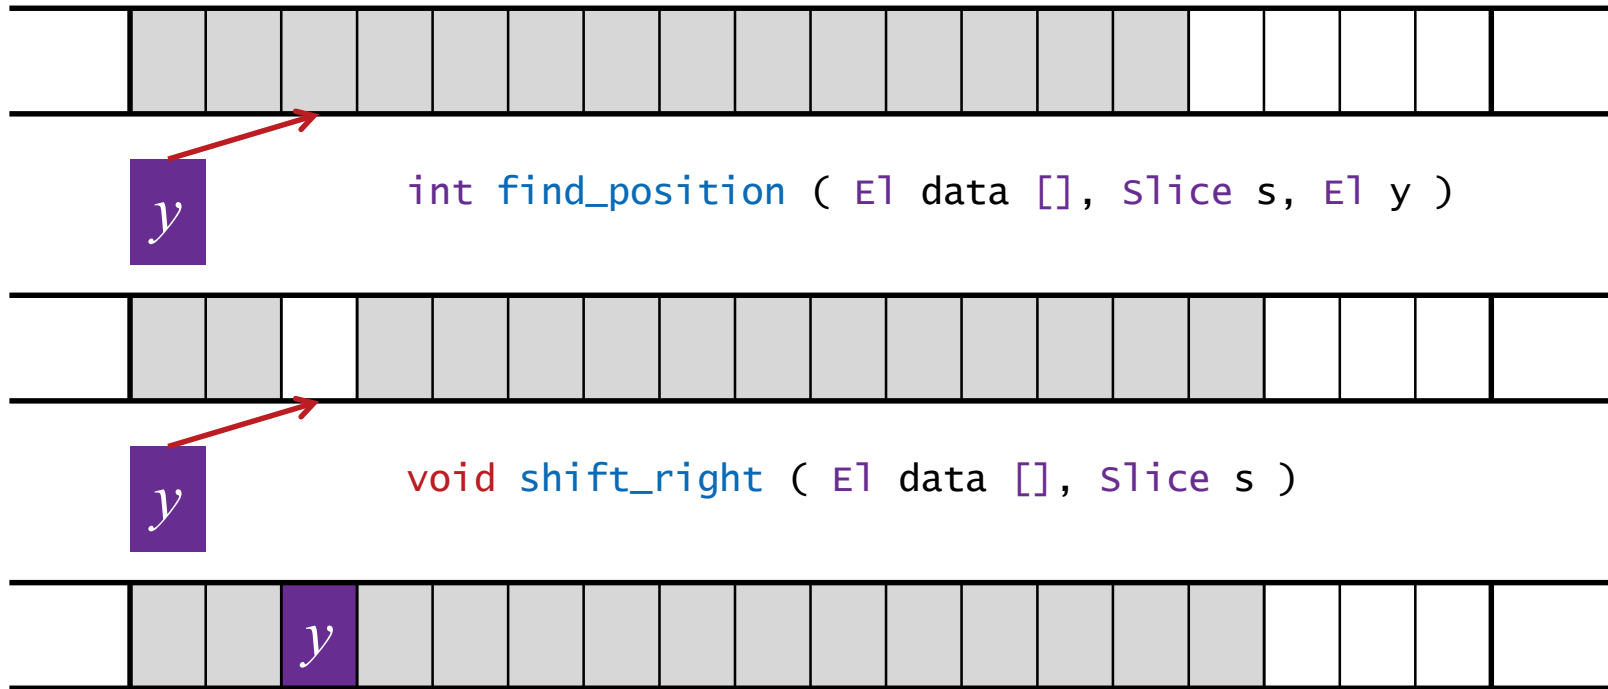 y
int find_position ( El data [], Slice s, El y )
y
void shift_right ( El data [], Slice s )
y